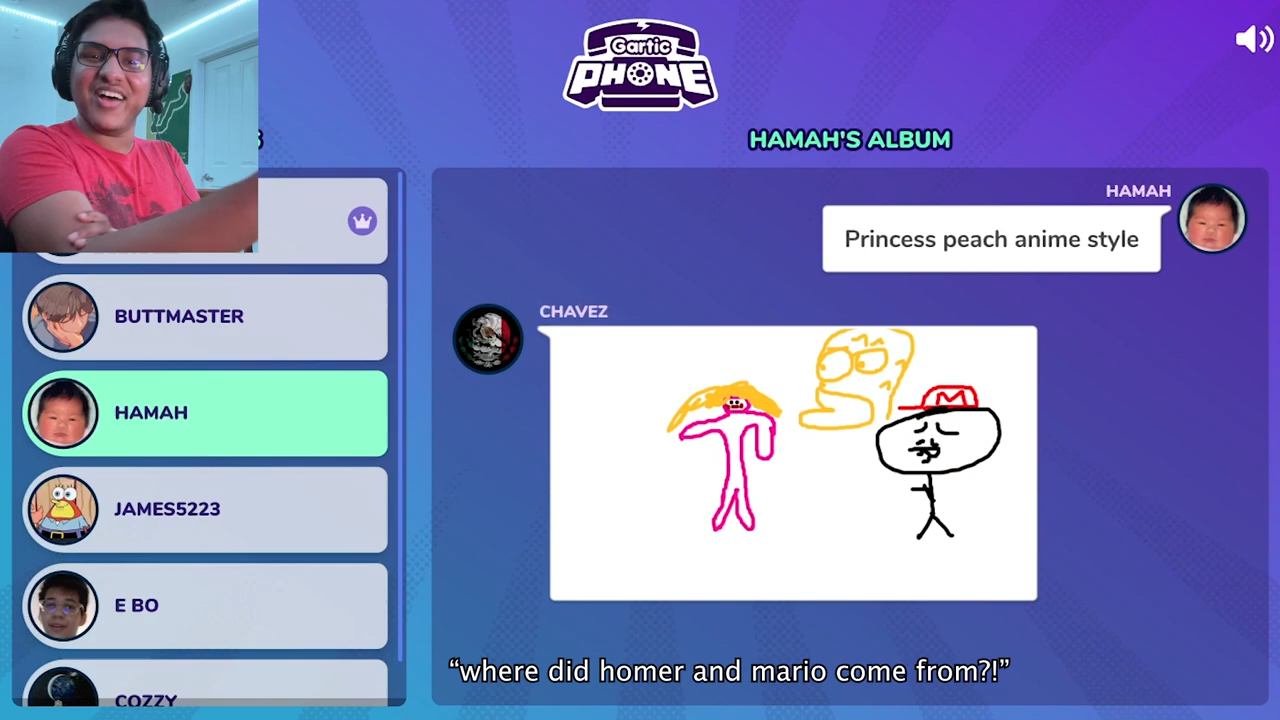 Gartic
PHONE
HAMAH'S ALBUM
HAMAH
Princess peach anime style
CHAVEZ
M
BUTTMASTER
HAMAH
JAMES5223
E BO
COZZY
“where did homer and mario come from?!”